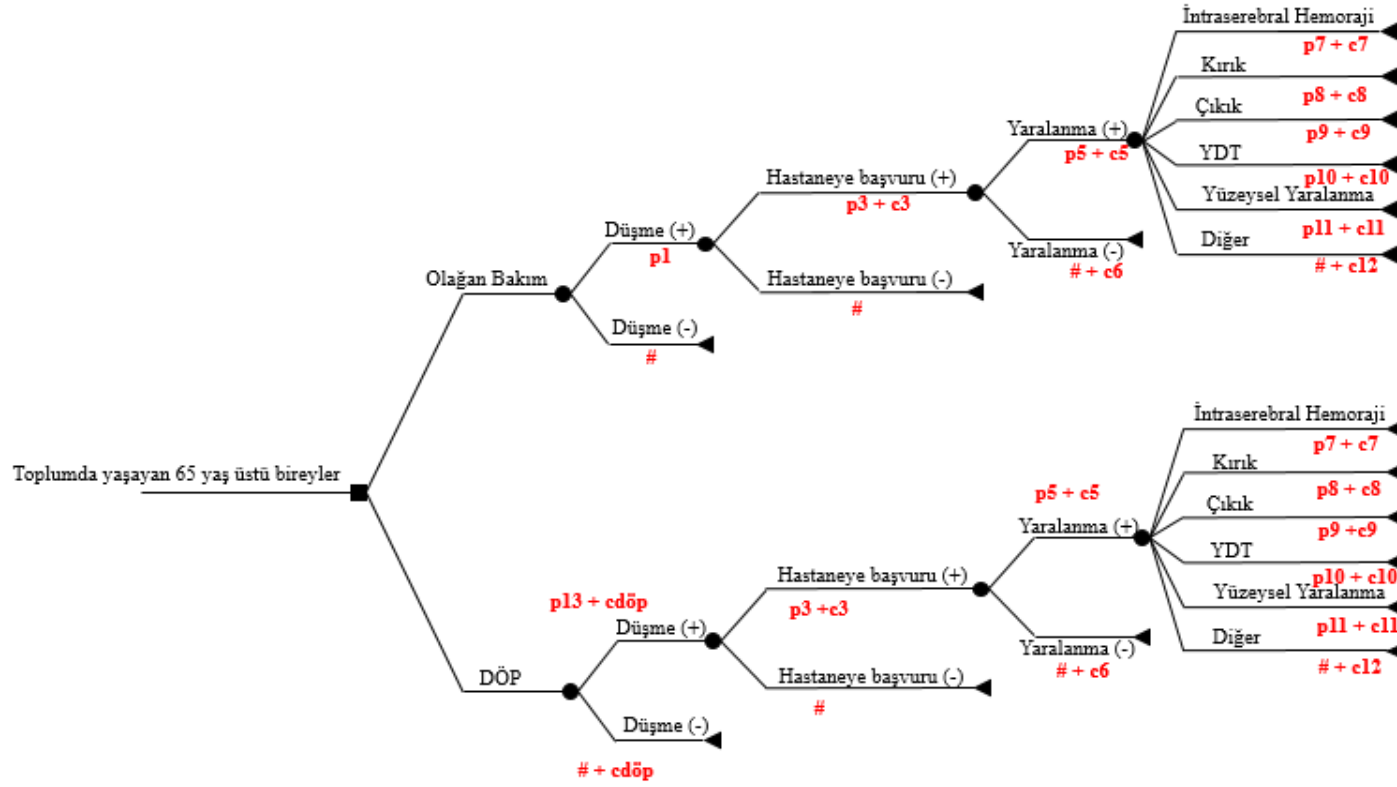 İntraserebral Hemoraji
p7 + c7
Kırık
p8 + c8
Çıkık
p9 + c9
Yaralanma (+)
p5 + c5
YDT
p10 + c10
Hastaneye başvuru (+)
p3 + c3
Yüzeysel Yaralanma
p11 + c11
Düşme (+)
p1
Yaralanma (-)
# + c6
Diğer
# + c12
Olağan Bakım
Hastaneye başvuru (-)
#
Düşme (-)
#
Toplumda yaşayan 65 yaş üstü bireyler
İntraserebral Hemoraji
p7 + c7
Kırık
p8 + c8
p5 + c5
Çıkık
p9 +c9
Yaralanma (+)
YDT
p10 + c10
Hastaneye başvuru (+)
p3 +c3
Yüzeysel Yaralanma
p11 + c11
p13 + cdöp
Düşme (+)
Yaralanma (-)
# + c6
Diğer
# + c12
DÖP
Hastaneye başvuru (-)
#
Düşme (-)
# + cdöp